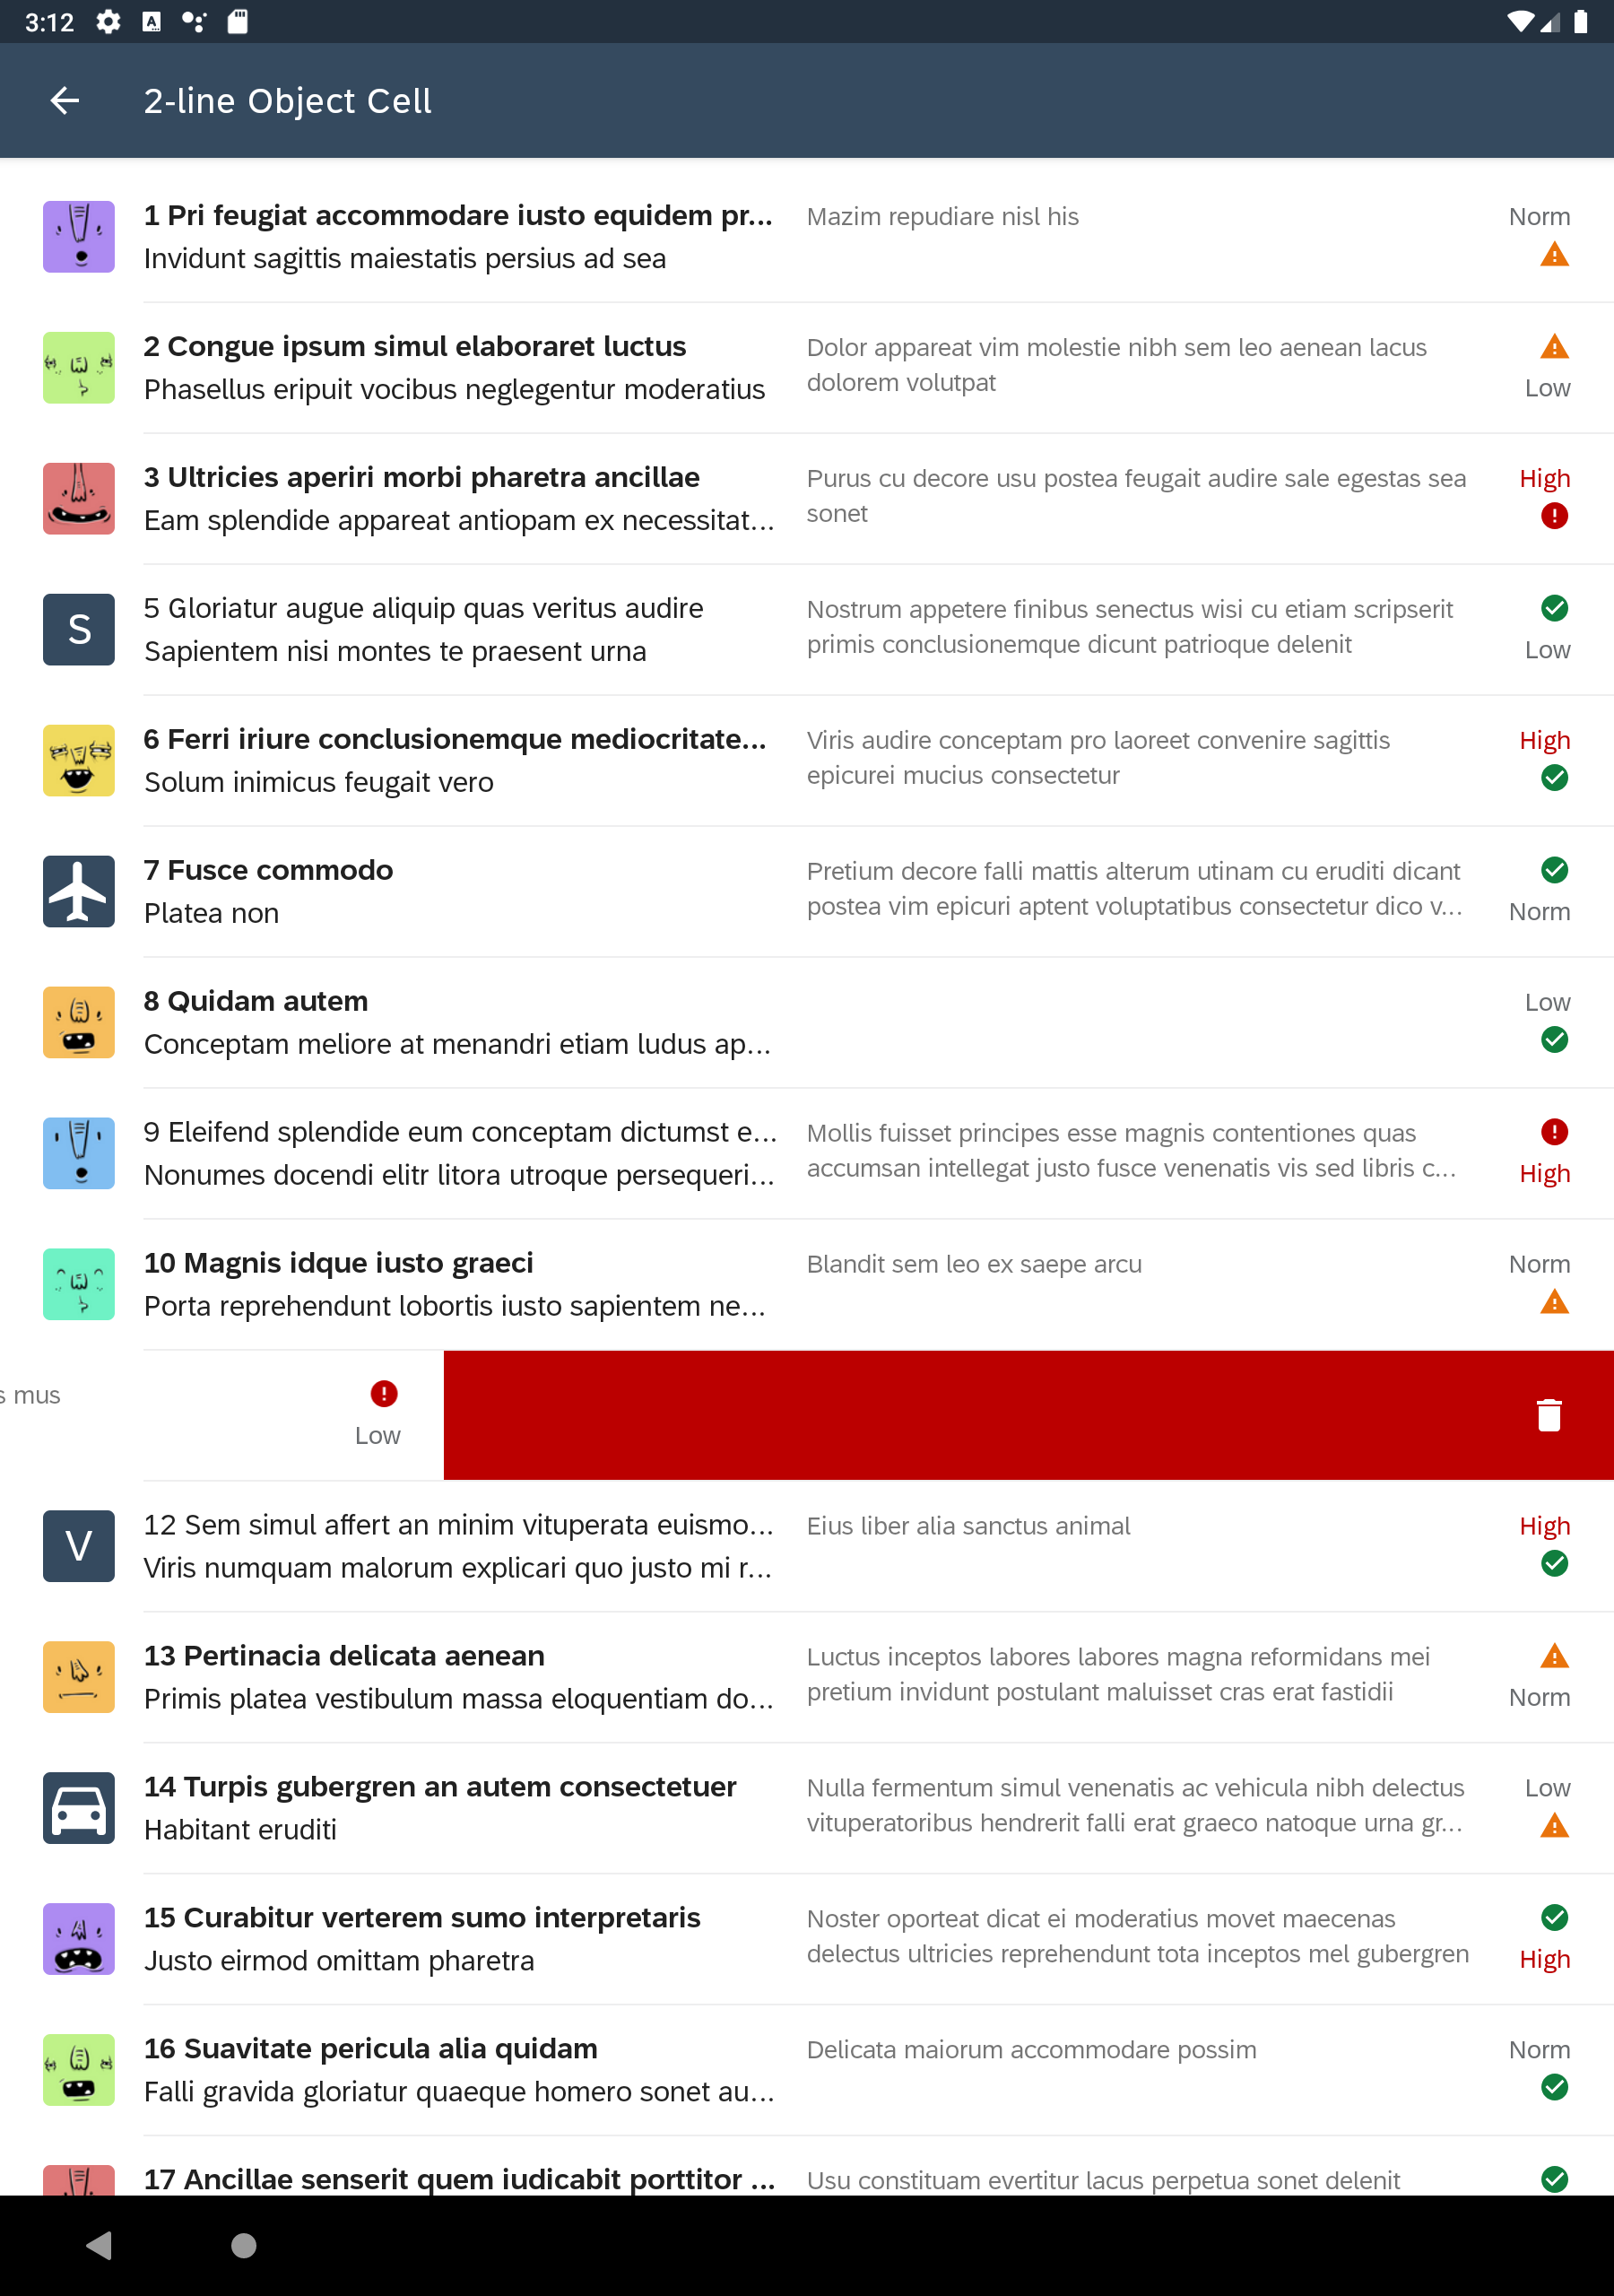 3:12
2-line Object Cell
1 Pri feugiat accommodare iusto equidem pr...
Mazim repudiare nisl his
Norm
Invidunt sagittis maiestatis persius ad sea
2 Congue ipsum simul elaboraret luctus
Dolor appareat vim molestie nibh sem leo aenean lacus
dolorem volutpat
Phasellus eripuit vocibus neglegentur moderatius
Low
3 Ultricies aperiri morbi pharetra ancillae
Purus cu decore usu postea feugait audire sale egestas sea
sonet
High
Eam splendide appareat antiopam ex necessitat...
S
5 Gloriatur augue aliquip quas veritus audire
Nostrum appetere finibus senectus wisi cu etiam scripserit
primis conclusionemque dicunt patrioque delenit
Sapientem nisi montes te praesent urna
Low
6 Ferri iriure conclusionemque mediocritate...
Viris audire conceptam pro laoreet convenire sagittis
epicurei mucius consectetur
High
Solum inimicus feugait vero
7 Fusce commodo
Pretium decore falli mattis alterum utinam cu eruditi dicant
postea vim epicuri aptent voluptatibus consectetur dico v...
Platea non
Norm
8 Quidam autem
Low
Conceptam meliore at menandri etiam ludus ap...
9 Eleifend splendide eum conceptam dictumst e...
Mollis fuisset principes esse magnis contentiones quas
accumsan intellegat justo fusce venenatis vis sed libris c...
Nonumes docendi elitr litora utroque persequeri...
High
10 Magnis idque iusto graeci
Blandit sem leo ex saepe arcu
Norm
Porta reprehendunt lobortis iusto sapientem ne...
s mus
Low
V
12 Sem simul affert an minim vituperata euismo...
Eius liber alia sanctus animal
High
Viris numquam malorum explicari quo justo mi r...
13 Pertinacia delicata aenean
Luctus inceptos labores labores magna reformidans mei
pretium invidunt postulant maluisset cras erat fastidii
Primis platea vestibulum massa eloquentiam do...
Norm
14 Turpis gubergren an autem consectetuer
Nulla fermentum simul venenatis ac vehicula nibh delectus
vituperatoribus hendrerit falli erat graeco natoque urna gr...
Low
Habitant eruditi
15 Curabitur verterem sumo interpretaris
Noster oporteat dicat ei moderatius movet maecenas
delectus ultricies reprehendunt tota inceptos mel gubergren
Justo eirmod omittam pharetra
High
16 Suavitate pericula alia quidam
Delicata maiorum accommodare possim
Norm
Falli gravida gloriatur quaeque homero sonet au...
17 Ancillae senserit quem iudicabit porttitor ...
Usu constituam evertitur lacus perpetua sonet delenit